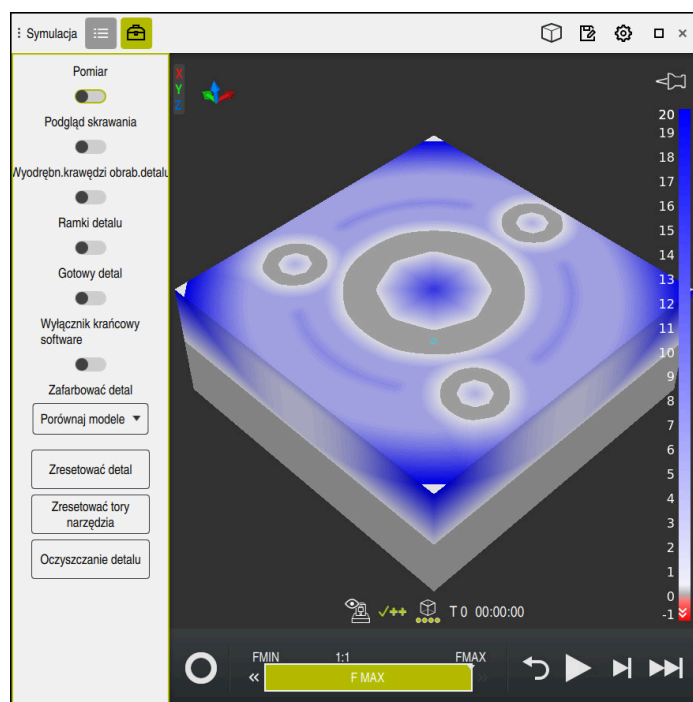 Symulacja
Pomiar
Podgląd skrawania
Wyodrębn.krawędzi obrab.detalu
Ramki detalu
Gotowy detal
Wyłącznik krańcowy
software
Zafarbować detal
Porównaj modele
Zresetować detal
Zresetować tory
narzędzia
Oczyszczanie detalu
X
Y
Z
20
19
18
17
16
15
14
13
12
11
10
9
8
7
6
5
4
3
2
1
0
-1
T 0 00:00:00
FMIN 1:1 FMAX
F MAX